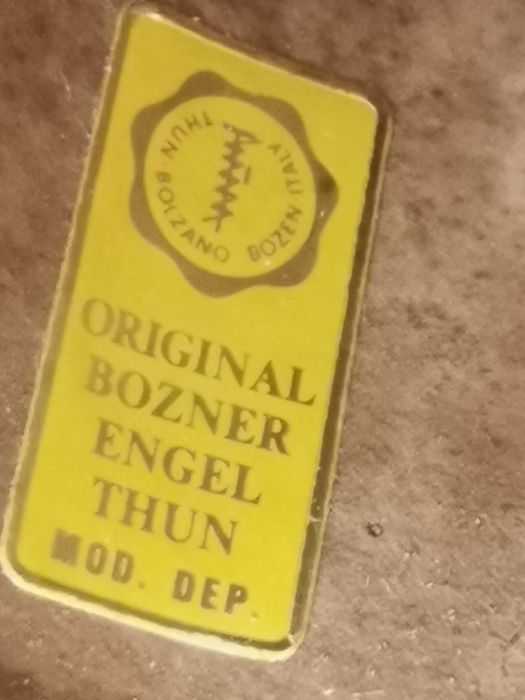 THUN · BOLZANO BOZEN ITALY
ORIGINAL
BOZNER
ENGEL
THUN
MOD. DEP.